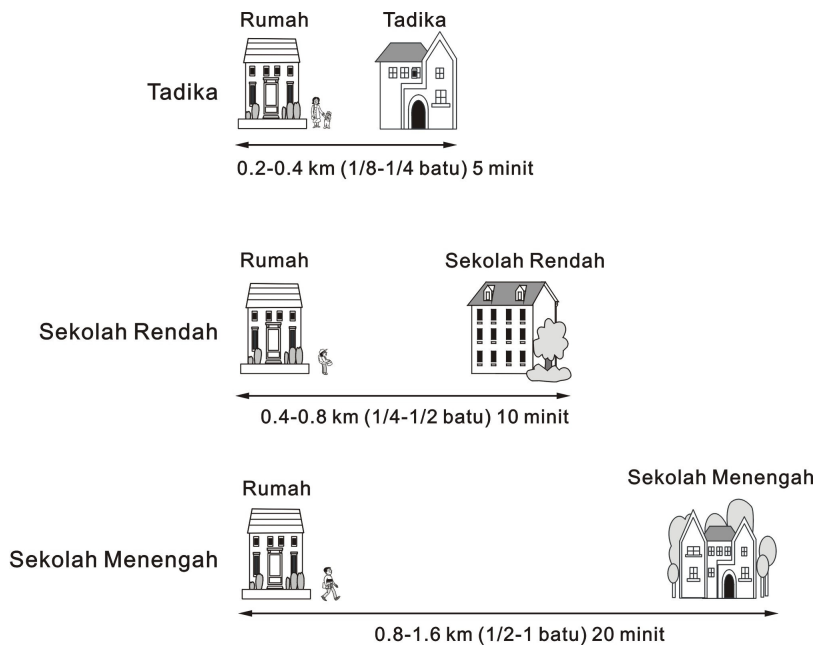 Rumah
Tadika
Tadika
0.2-0.4 km (1/8-1/4 batu) 5 minit
Rumah
Sekolah Rendah
Sekolah Rendah
0.4-0.8 km (1/4-1/2 batu) 10 minit
Sekolah Menengah
Rumah
Sekolah Menengah
0.8-1.6 km (1/2-1 batu) 20 minit